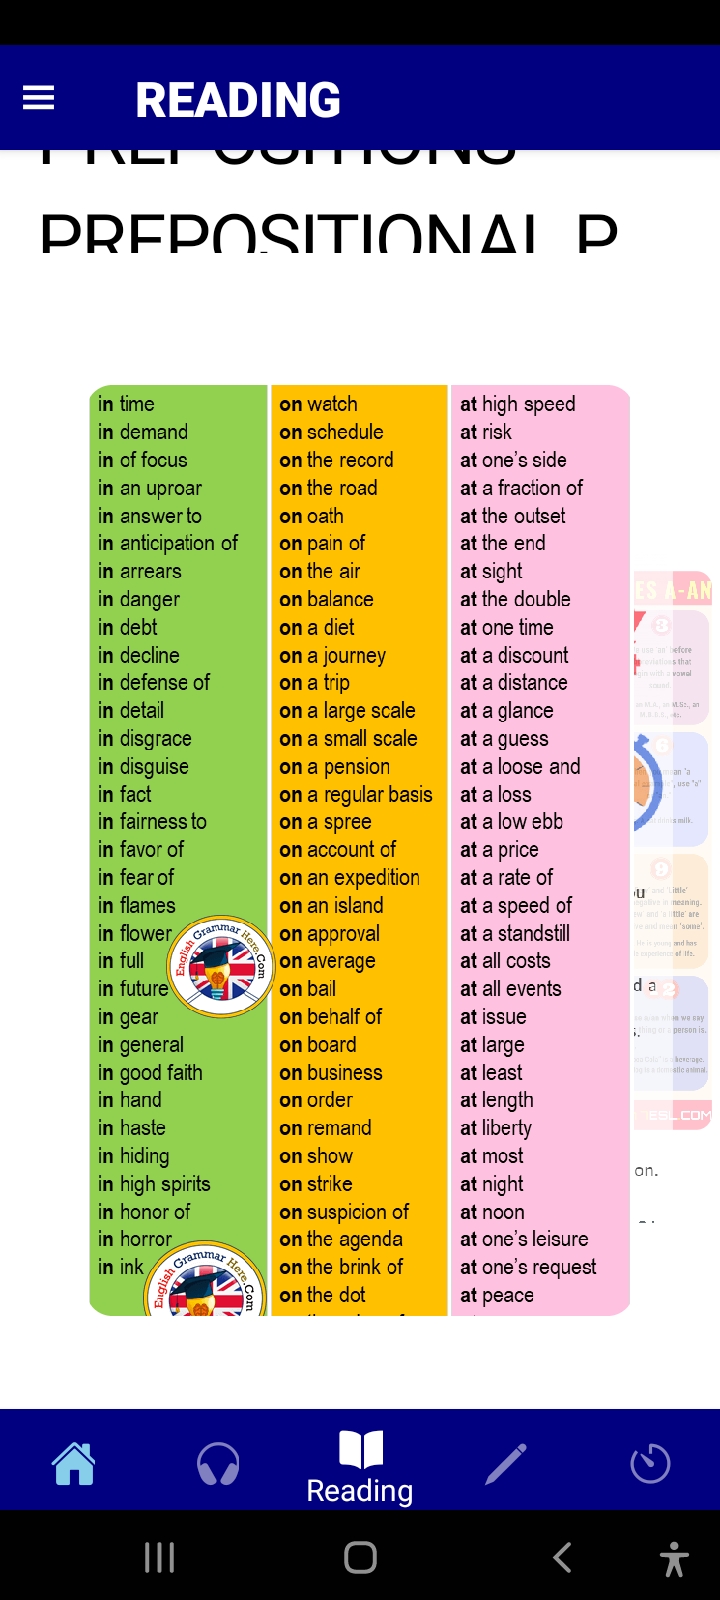 READING
PREPOSITIONS
PREPOSITIONAL P
in time
in demand
in of focus
in an uproar
in answer to
in anticipation of
in arrears
in danger
in debt
in decline
in defense of
in detail
in disgrace
in disguise
in fact
in fairness to
in favor of
in fear of
in flames
in flower
in full
in future
in gear
in general
in good faith
in hand
in haste
in hiding
in high spirits
in honor of
in horror
in ink
English Grammar Here.Com
English Grammar Here.Com
on watch
on schedule
on the record
on the road
on oath
on pain of
on the air
on balance
on a diet
on a journey
on a trip
on a large scale
on a small scale
on a pension
on a regular basis
on a spree
on account of
on an expedition
on an island
on approval
on average
on bail
on behalf of
on board
on business
on order
on remand
on show
on strike
on suspicion of
on the agenda
on the brink of
on the dot
at high speed
at risk
at one's side
at a fraction of
at the outset
at the end
at sight
at the double
at one time
at a discount
at a distance
at a glance
at a guess
at a loose and
at a loss
at a low ebb
at a price
at a rate of
at a speed of
at a standstill
at all costs
at all events
at issue
at large
at least
at length
at liberty
at most
at night
at noon
at one's leisure
at one's request
at peace
ES A-AN
3
6
9
ou
d a
s.
ESL.COM
on.
Reading